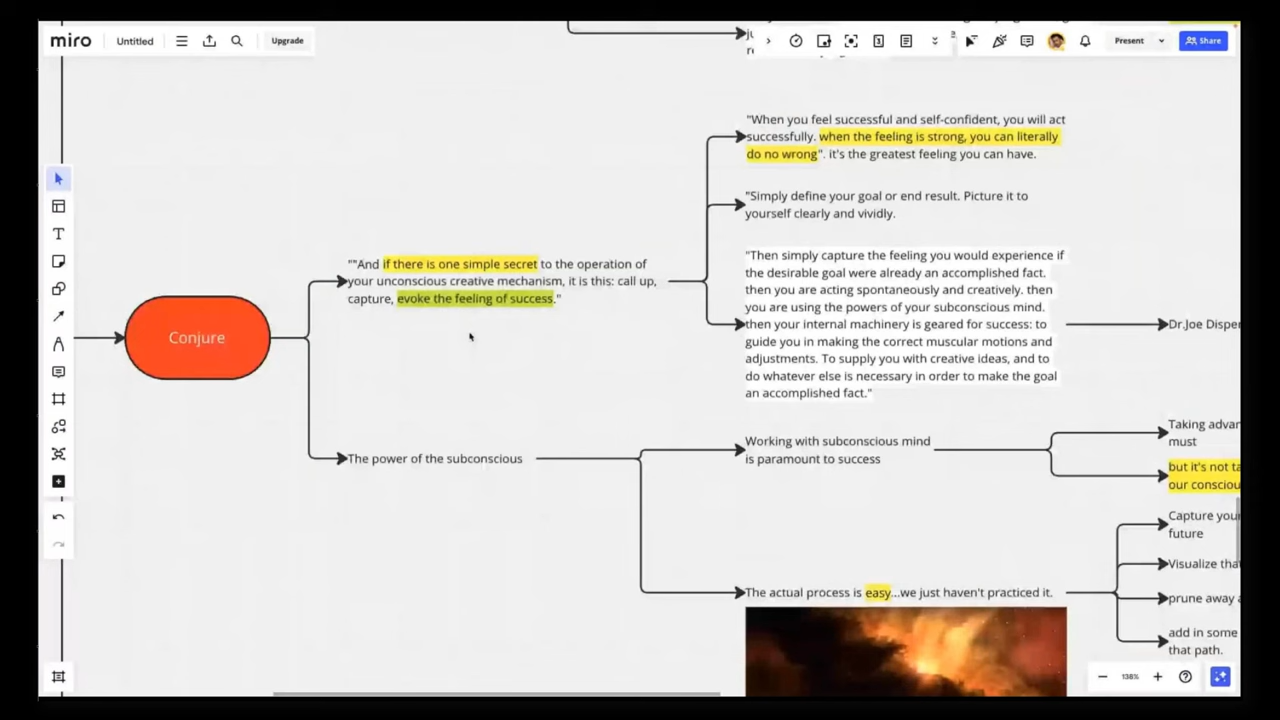 miro
Untitled
Upgrade
Present
Share
"When you feel successful and self-confident, you will act
successfully. when the feeling is strong, you can literally
do no wrong". it's the greatest feeling you can have.
"Simply define your goal or end result. Picture it to
yourself clearly and vividly.
""And if there is one simple secret to the operation of
your unconscious creative mechanism, it is this: call up,
capture, evoke the feeling of success."
"Then simply capture the feeling you would experience if
the desirable goal were already an accomplished fact.
then you are acting spontaneously and creatively. then
you are using the powers of your subconscious mind.
then your internal machinery is geared for success: to
guide you in making the correct muscular motions and
adjustments. To supply you with creative ideas, and to
do whatever else is necessary in order to make the goal
an accomplished fact."
Conjure
Dr.Joe Disper
The power of the subconscious
Working with subconscious mind
is paramount to success
Taking advan
must
but it's not ta
our consciou
The actual process is easy...we just haven't practiced it.
Capture your
future
Visualize tha
prune away a
add in some
that path.
138%